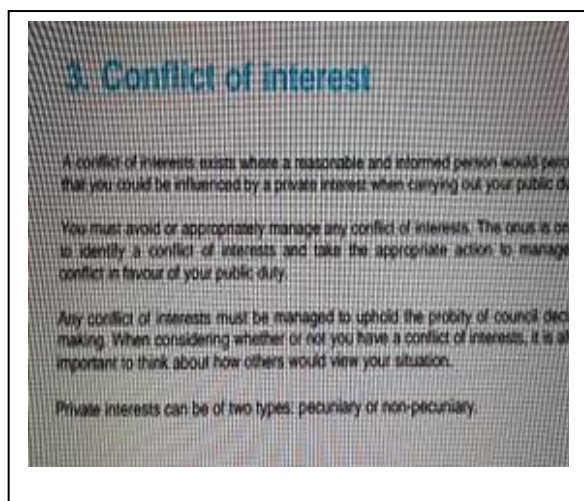 3. Conflict of interest
A conflict of interests exists where a reasonable and informed person would perc
that you could be influenced by a private interest when carrying out your public du
You must avoid or appropriately manage any conflict of interests. The onus is on
to identify a conflict of interests and take the appropriate action to manage
conflict in favour of your public duty.
Any conflict of interests must be managed to uphold the probity of council deci
making. When considering whether or not you have a conflict of interests, it is al
important to think about how others would view your situation.
Private interests can be of two types: pecuniary or non-pecuniary.